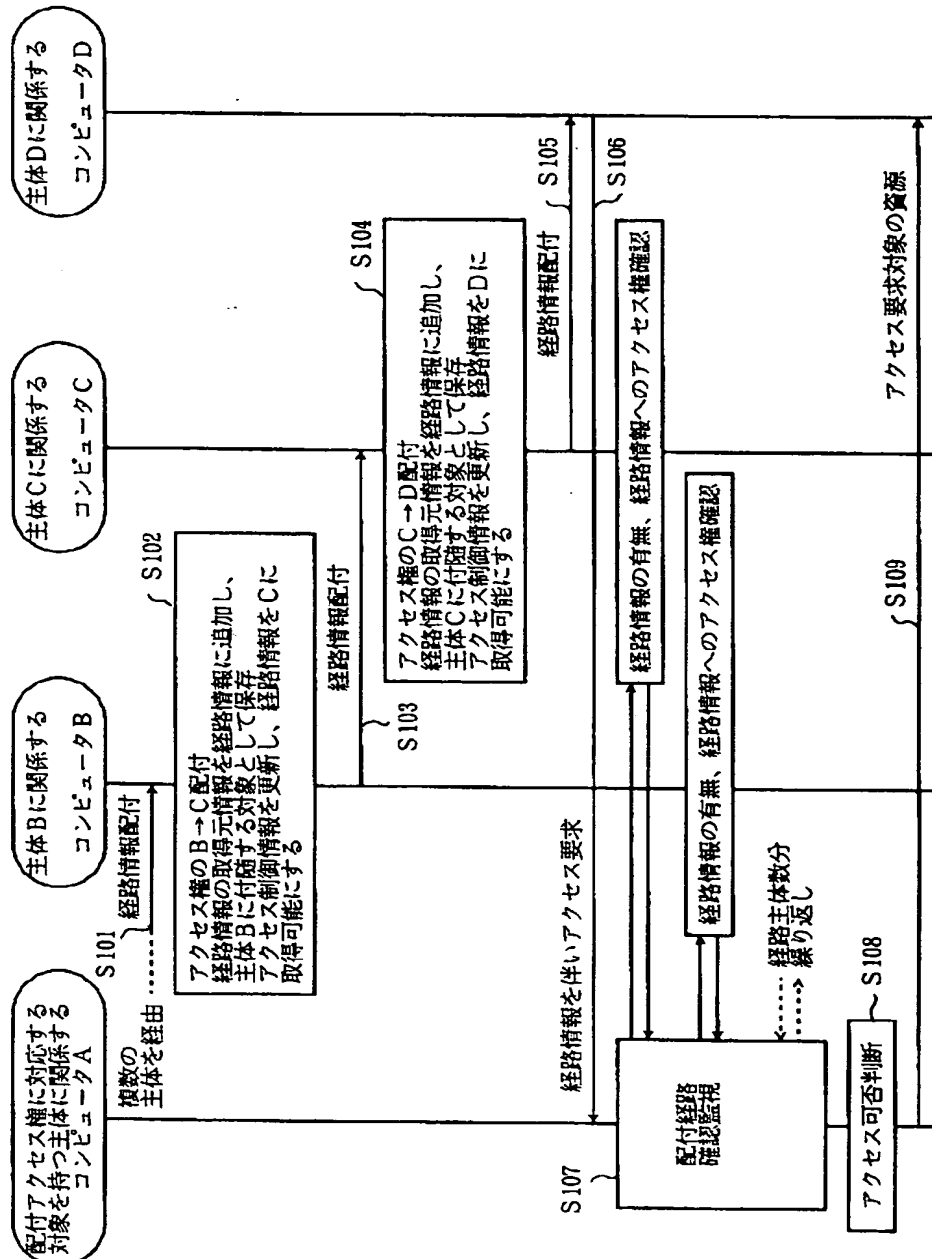 配付アクセス権に対応する
対象を持つ主体に関係する
コンピュータA
主体Bに関係する
コンピュータB
主体Cに関係する
コンピュータC
主体Dに関係する
コンピュータD
複数の
主体を経由
S101
経路情報配付
S102
アクセス権のB→C配付
経路情報の取得元情報を経路情報に追加し、
主体Bに付随する対象として保存
アクセス制御情報を更新し、経路情報をCに
取得可能にする
経路情報配付
S103
S104
アクセス権のC→D配付
経路情報の取得元情報を経路情報に追加し、
主体Cに付随する対象として保存
アクセス制御情報を更新し、経路情報をDに
取得可能にする
経路情報配付
S105
経路情報を伴いアクセス要求
S106
S107
配付経路
確認監視
経路情報の有無、経路情報へのアクセス権確認
経路情報の有無、経路情報へのアクセス権確認
経路主体数分
繰り返し
アクセス可否判断
S108
S109
アクセス要求対象の資源